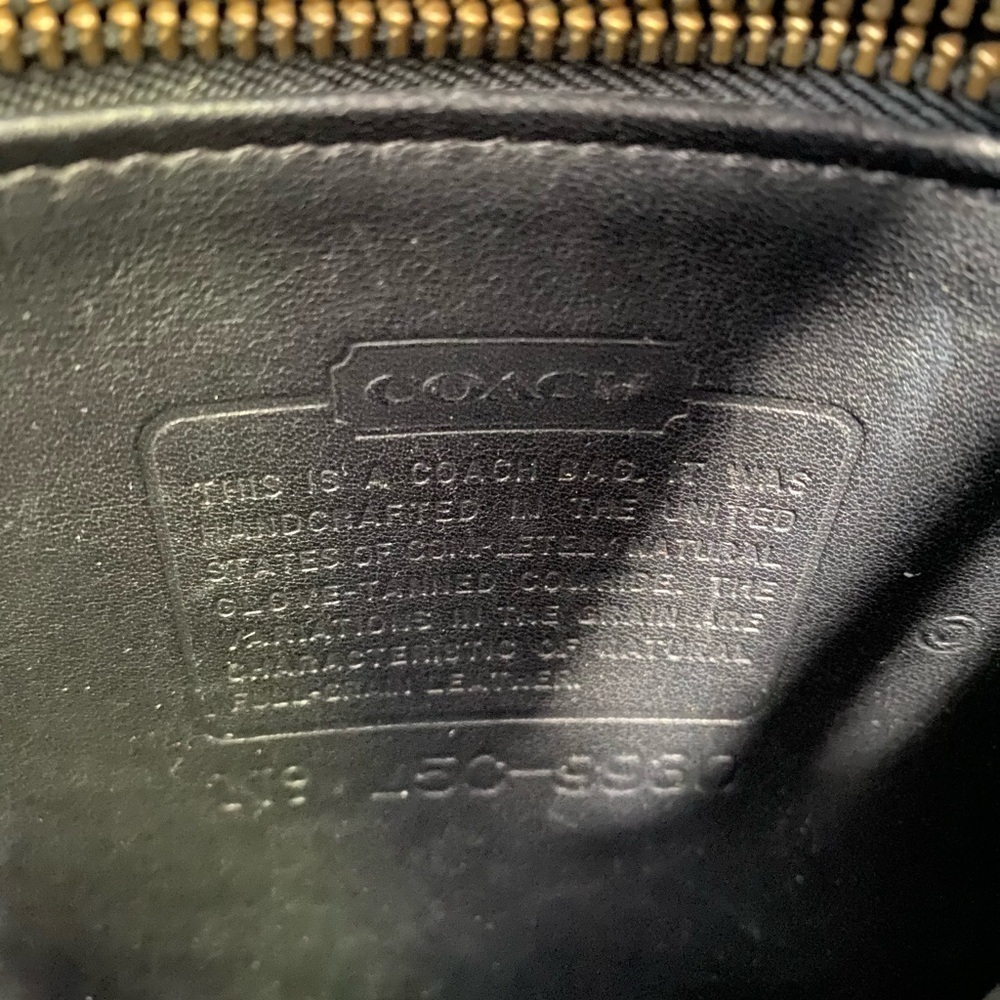 COACH
THIS IS A COACH BAG. IT WAS
HANDCRAFTED IN THE UNITED
STATES OF COMPLETELY NATURAL
GLOVE-TANNED COWHIDE. THE
VARIATIONS IN THE GRAIN ARE
CHARACTERISTIC OF NATURAL
FULL-GRAIN LEATHER.